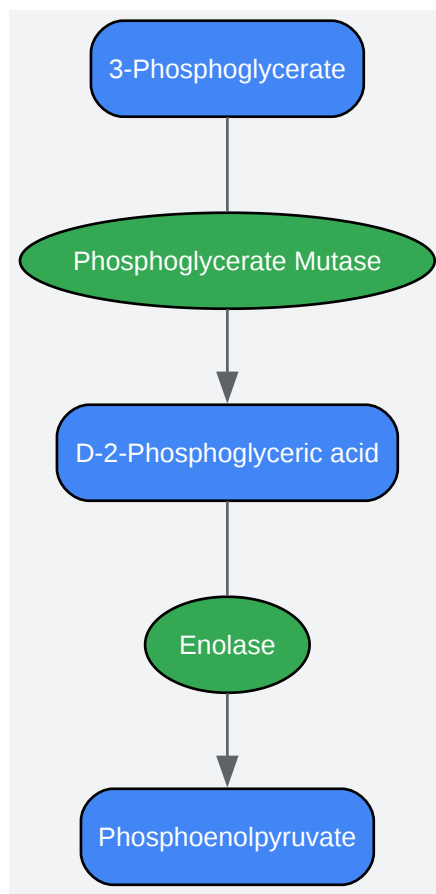 3-Phosphoglycerate
Phosphoglycerate Mutase
D-2-Phosphoglyceric acid
Enolase
Phosphoenolpyruvate